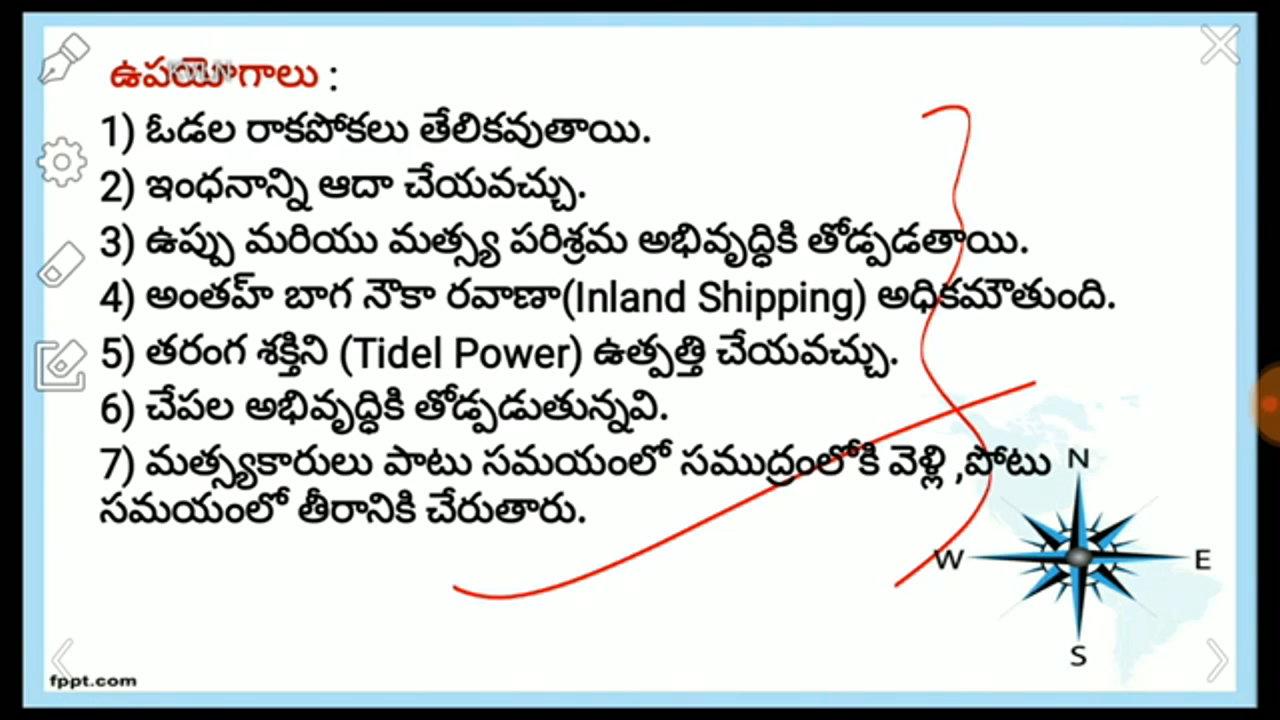 ఉపయోగాలు :
1) ఓడల రాకపోకలు తేలికవుతాయి.
2) ఇంధనాన్ని ఆదా చేయవచ్చు.
3) ఉప్పు మరియు మత్స్య పరిశ్రమ అభివృద్ధికి తోడ్పడతాయి.
4) అంతహ్ బాగ నౌకా రవాణా(Inland Shipping) అధికమౌతుంది.
5) తరంగ శక్తిని (Tidel Power) ఉత్పత్తి చేయవచ్చు.
6) చేపల అభివృద్ధికి తోడ్పడుతున్నవి.
7) మత్స్యకారులు పాటు సమయంలో సముద్రంలోకి వెళ్లి ,పోటు
సమయంలో తీరానికి చేరుతారు.
N
W E
S
fppt.com